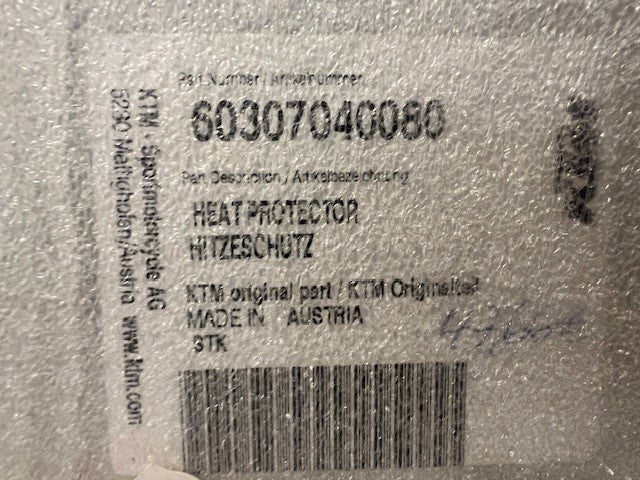 Part Number / Artikelnummer
60307040080
Part Description / Artikelbezeichnung
HEAT PROTECTOR
HITZESCHUTZ
KTM original part / KTM Originalteil
MADE IN AUSTRIA
STK
KTM - Sportmotorcycle AG
5230 Mattighofen/Austria www.ktm.com